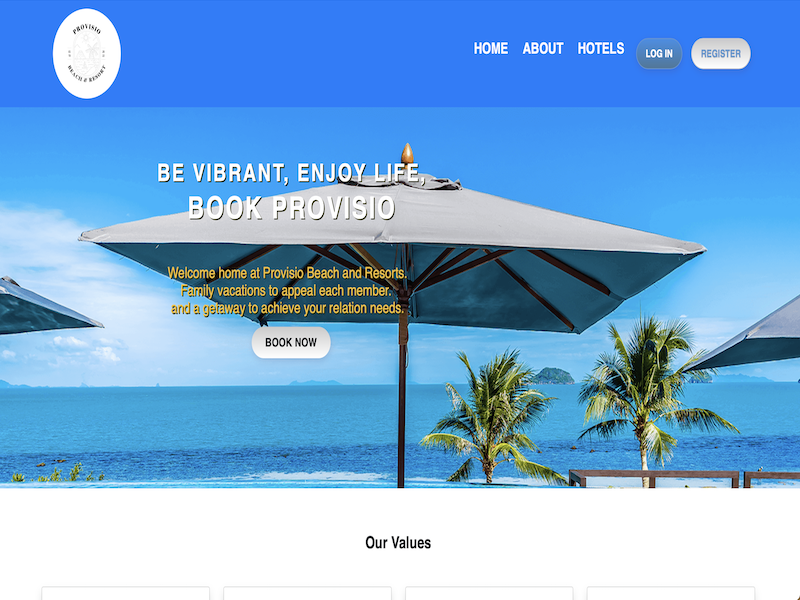 PROVISIO
BEACH & RESORT
HOME ABOUT HOTELS LOG IN REGISTER
BE VIBRANT, ENJOY LIFE,
BOOK PROVISIO
Welcome home at Provisio Beach and Resorts.
Family vacations to appeal each member.
and a getaway to achieve your relation needs.
BOOK NOW
Our Values